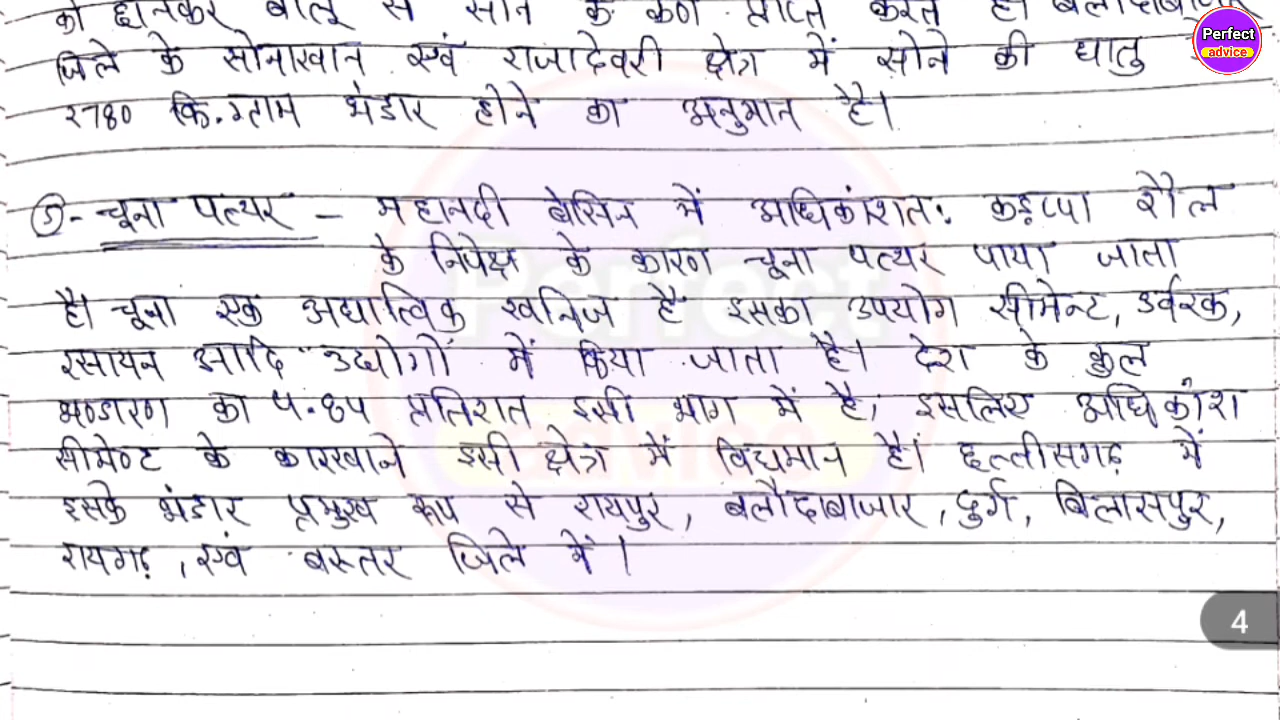 को छानकर बालू से सोने के कण प्राप्त करते है। बलौदाबाजार
जिले के सोनाखान एवं राजादेवरी क्षेत्र में सोने की धातु
2780 कि.ग्राम भंडार होने का अनुमान है।
⑤- चूना पत्थर - महानदी बेसिन में अधिकांशत: कड़प्पा शैल
के निक्षेप के कारण चूना पत्थर पाया जाता
है। चूना एक अधात्विक खनिज है इसका उपयोग सीमेन्ट, उर्वरक,
रसायन आदि उद्योगों में किया जाता है। देश के कुल
भण्डारण का प्रतिशत इसी भाग में है, इसलिए अधिकांश
सीमेण्ट के कारखाने इसी क्षेत्र में विद्यमान है। छत्तीसगढ़ में
इसके भंडार प्रमुख रूप से रायपुर, बलौदाबाजार, दुर्ग, बिलासपुर,
रायगढ़, एवं बस्तर जिले में।
Perfect
advice
Perfect
advice
4